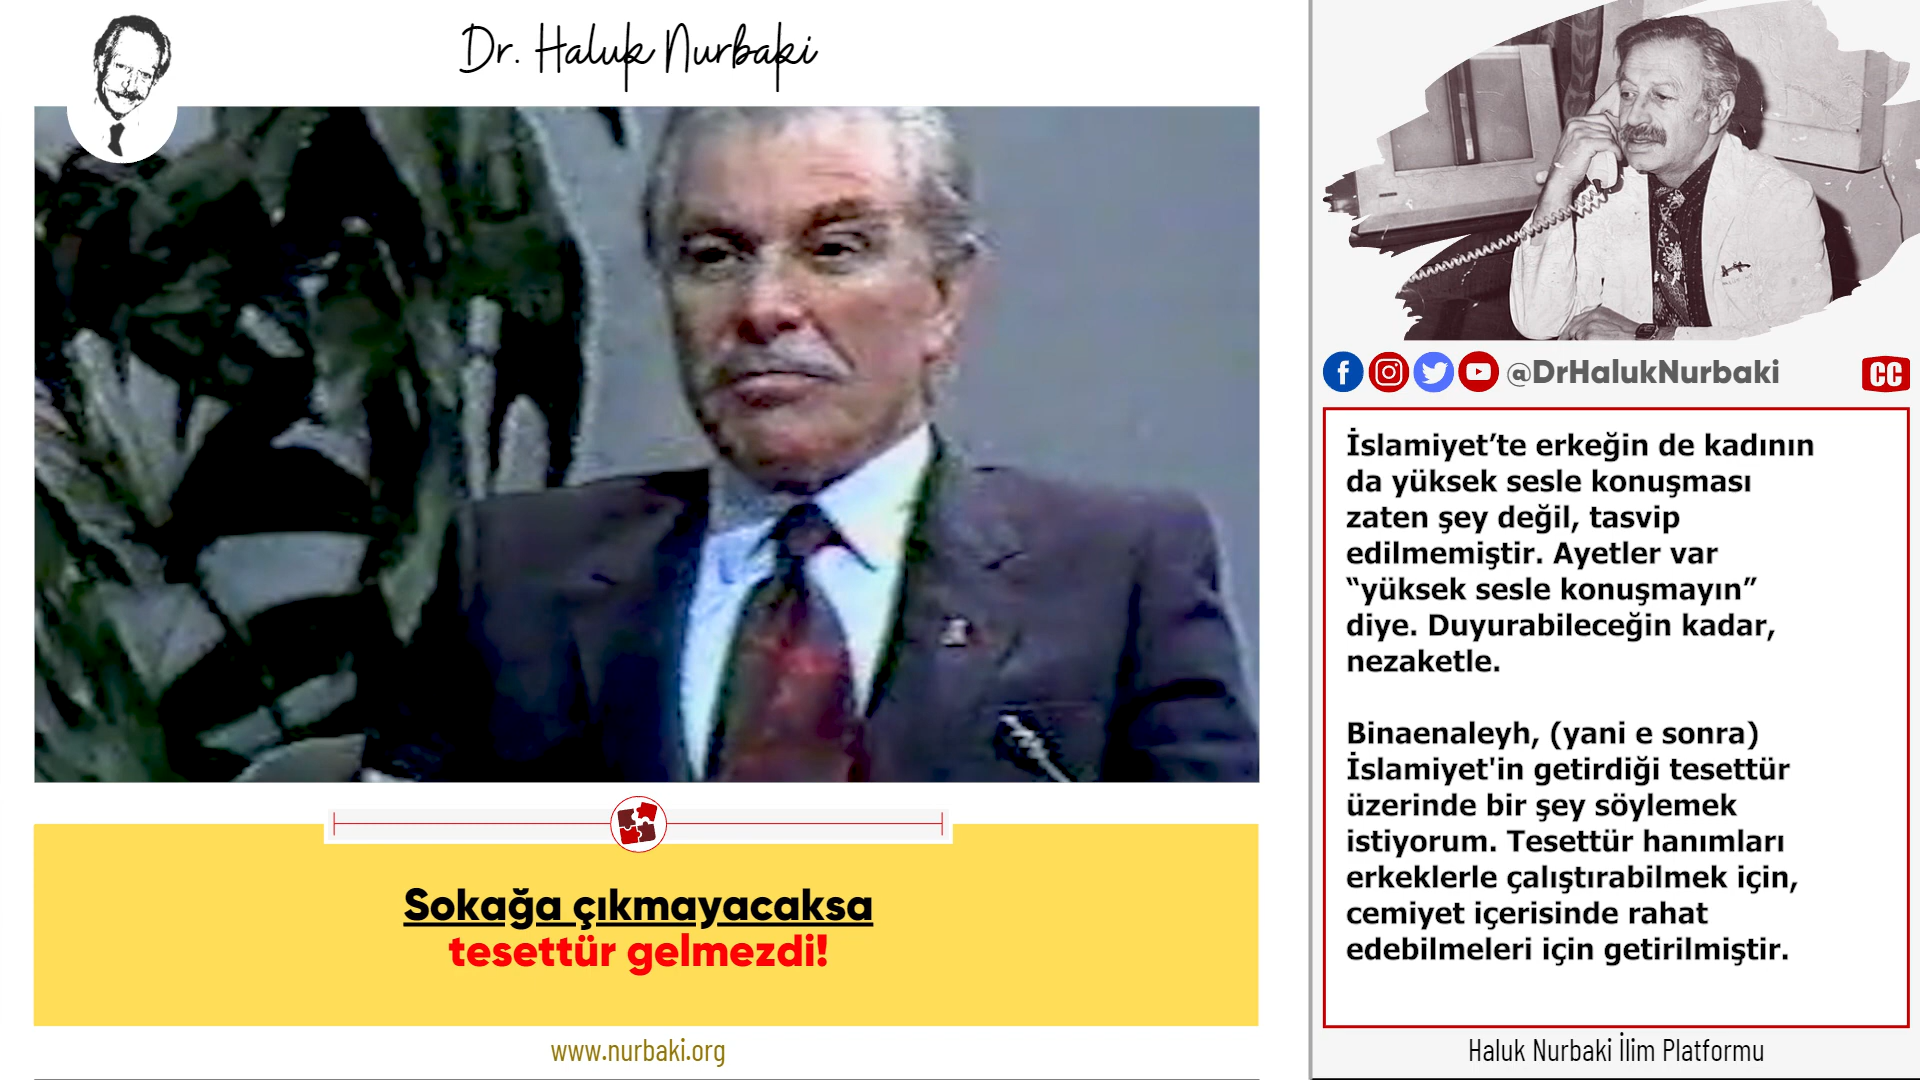 Dr. Haluk Nurbaki
Sokağa çıkmayacaksa
tesettür gelmezdi!
www.nurbaki.org
@DrHalukNurbaki
CC
İslamiyet’te erkeğin de kadının
da yüksek sesle konuşması
zaten şey değil, tasvip
edilmemiştir. Ayetler var
“yüksek sesle konuşmayın”
diye. Duyurabileceğin kadar,
nezaketle.
Binaenaleyh, (yani e sonra)
İslamiyet'in getirdiği tesettür
üzerinde bir şey söylemek
istiyorum. Tesettür hanımları
erkeklerle çalıştırabilmek için,
cemiyet içerisinde rahat
edebilmeleri için getirilmiştir.
Haluk Nurbaki İlim Platformu